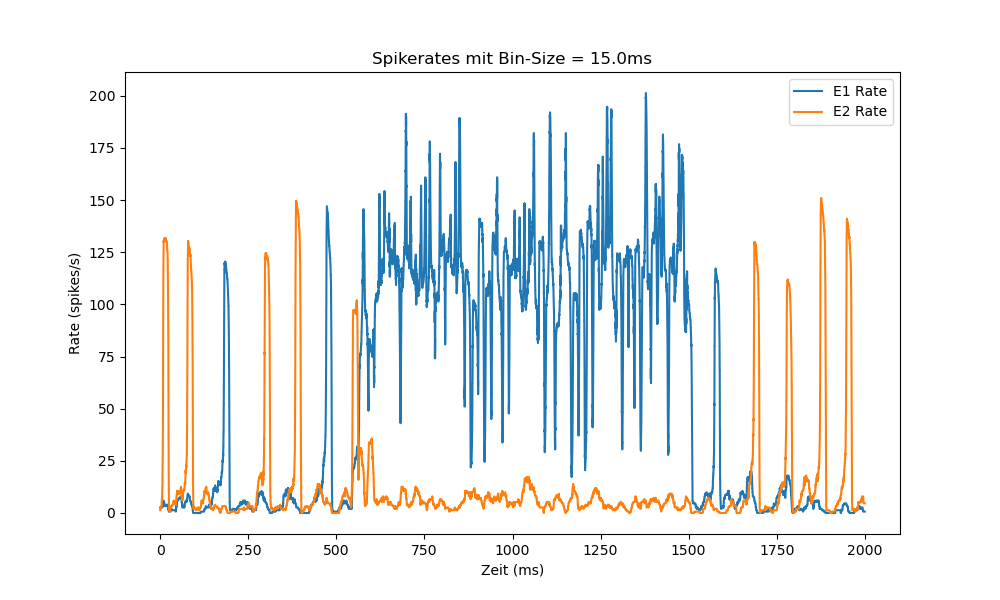 Spikerates mit Bin-Size = 15.0ms
E1 Rate
E2 Rate
Rate (spikes/s)
200
175
150
125
100
75
50
25
0
0 250 500 750 1000 1250 1500 1750 2000
Zeit (ms)